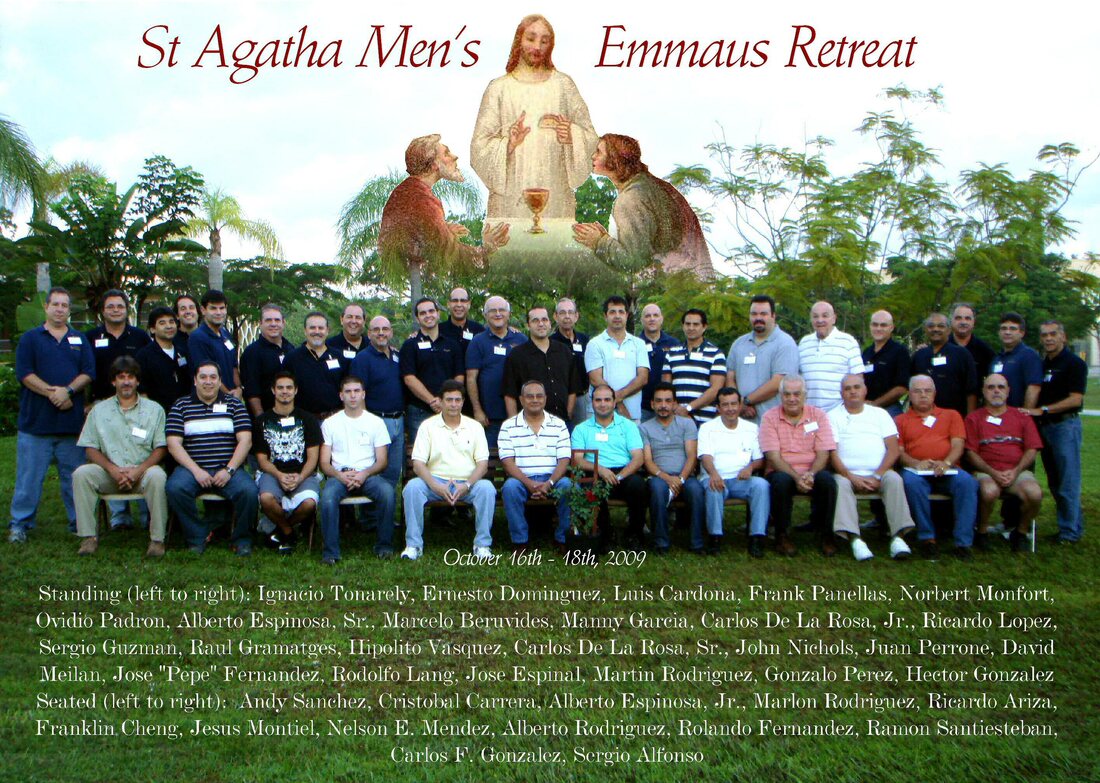 St Agatha Men's Emmaus Retreat
October 16th - 18th, 2009
Standing (left to right): Ignacio Tonarely, Ernesto Dominguez, Luis Cardona, Frank Panellas, Norbert Monfort,
Ovidio Padron, Alberto Espinosa, Sr., Marcelo Beruvides, Manny Garcia, Carlos De La Rosa, Jr., Ricardo Lopez,
Sergio Guzman, Raul Gramatges, Hipolito Vasquez, Carlos De La Rosa, Sr., John Nichols, Juan Perrone, David
Meilan, Jose "Pepe" Fernandez, Rodolfo Lang, Jose Espinal, Martin Rodriguez, Gonzalo Perez, Hector Gonzalez
Seated (left to right): Andy Sanchez, Cristobal Carrera, Alberto Espinosa, Jr., Marlon Rodriguez, Ricardo Ariza,
Franklin Cheng, Jesus Montiel, Nelson E. Mendez, Alberto Rodriguez, Rolando Fernandez, Ramon Santiesteban,
Carlos F. Gonzalez, Sergio Alfonso